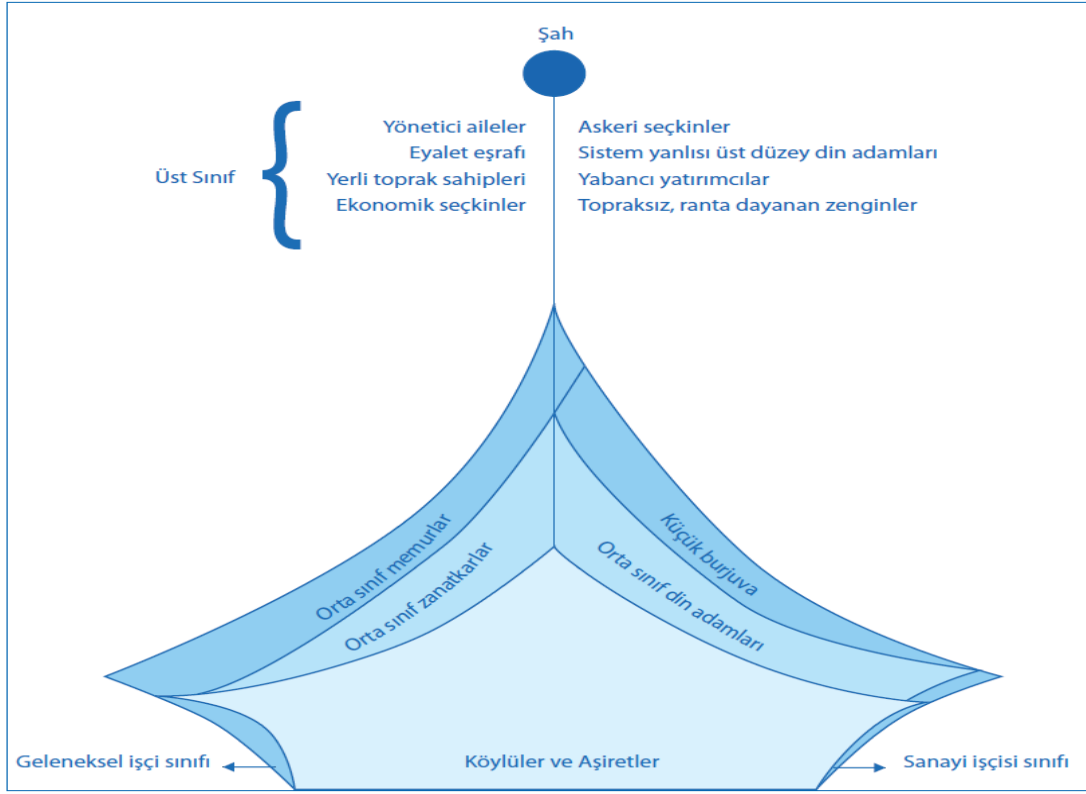 Şah
Üst Sınıf
Yönetici aileler
Eyalet eşrafı
Yerli toprak sahipleri
Ekonomik seçkinler
Askeri seçkinler
Sistem yanlısı üst düzey din adamları
Yabancı yatırımcılar
Topraksız, ranta dayanan zenginler
Orta sınıf memurlar
Orta sınıf zanatkarlar
Küçük burjuva
Orta sınıf din adamları
Geleneksel işçi sınıfı
Köylüler ve Aşiretler
Sanayi işçisi sınıfı